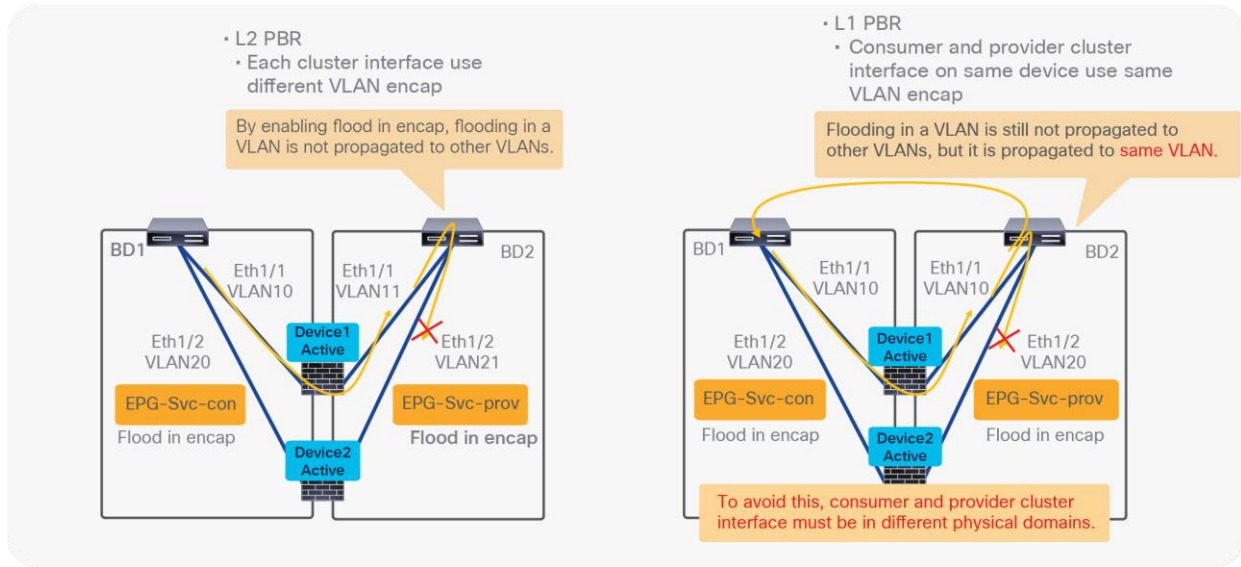 · L2 PBR
· Each cluster interface use
different VLAN encap
By enabling flood in encap, flooding in a
VLAN is not propagated to other VLANs.
BD1
BD2
Eth1/1
VLAN10
Eth1/1
VLAN11
Eth1/2
VLAN20
Device1
Active
Eth1/2
VLAN21
EPG-Svc-con
EPG-Svc-prov
Flood in encap
Flood in encap
Device2
Active
· L1 PBR
· Consumer and provider cluster
interface on same device use same
VLAN encap
Flooding in a VLAN is still not propagated to
other VLANs, but it is propagated to same VLAN.
BD1
BD2
Eth1/1
VLAN10
Eth1/1
VLAN10
Eth1/2
VLAN20
Device1
Active
Eth1/2
VLAN20
EPG-Svc-con
EPG-Svc-prov
Flood in encap
Flood in encap
Device2
Active
To avoid this, consumer and provider cluster
interface must be in different physical domains.